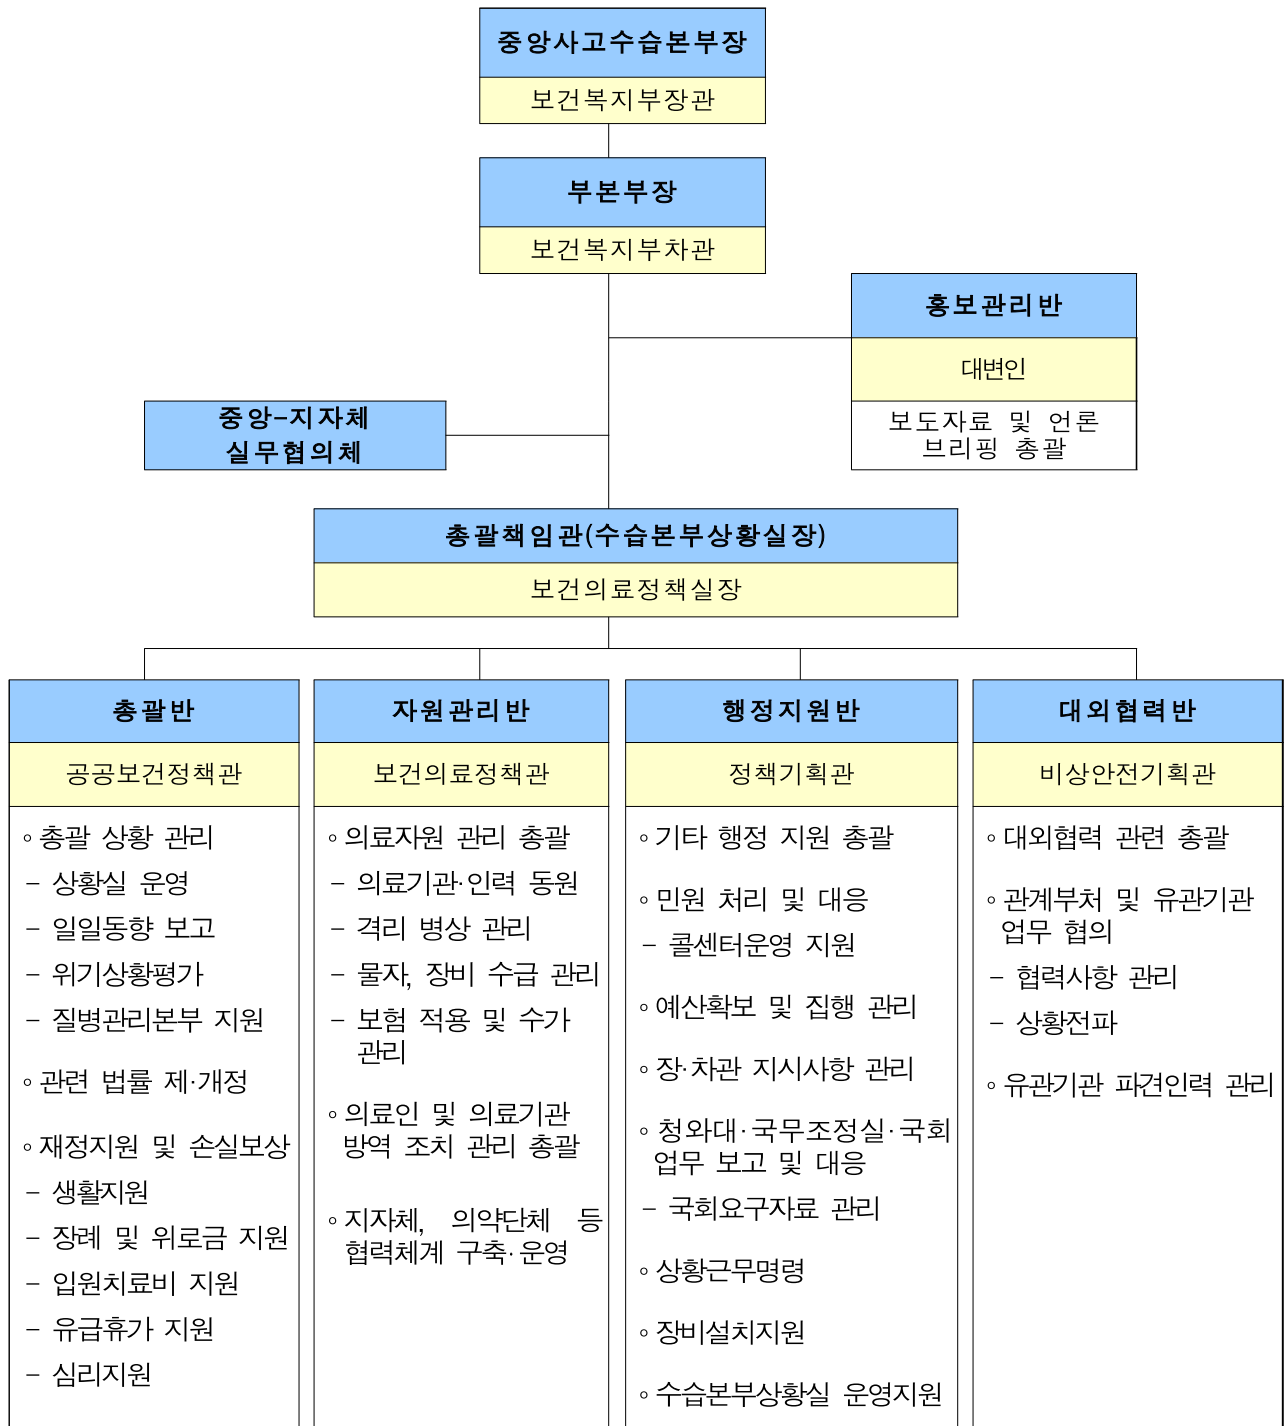 중앙사고수습본부장
보건복지부장관
부본부장
보건복지부차관
홍보관리반
대변인
보도자료 및 언론
브리핑 총괄
중앙-지자체
실무협의체
총괄책임관(수습본부상황실장)
보건의료정책실장
총괄반
공공보건정책관
◦총괄 상황 관리
- 상황실 운영
- 일일동향 보고
- 위기상황평가
- 질병관리본부 지원
◦관련 법률 제·개정
◦재정지원 및 손실보상
- 생활지원
- 장례 및 위로금 지원
- 입원치료비 지원
- 유급휴가 지원
- 심리지원
자원관리반
보건의료정책관
◦의료자원 관리 총괄
- 의료기관·인력 동원
- 격리 병상 관리
- 물자, 장비 수급 관리
- 보험 적용 및 수가
관리
◦의료인 및 의료기관
방역 조치 관리 총괄
◦지자체, 의약단체 등
협력체계 구축·운영
행정지원반
정책기획관
◦기타 행정 지원 총괄
◦민원 처리 및 대응
- 콜센터운영 지원
◦예산확보 및 집행 관리
◦장·차관 지시사항 관리
◦청와대·국무조정실·국회
업무 보고 및 대응
- 국회요구자료 관리
◦상황근무명령
◦장비설치지원
◦수습본부상황실 운영지원
대외협력반
비상안전기획관
◦대외협력 관련 총괄
◦관계부처 및 유관기관
업무 협의
- 협력사항 관리
- 상황전파
◦유관기관 파견인력 관리